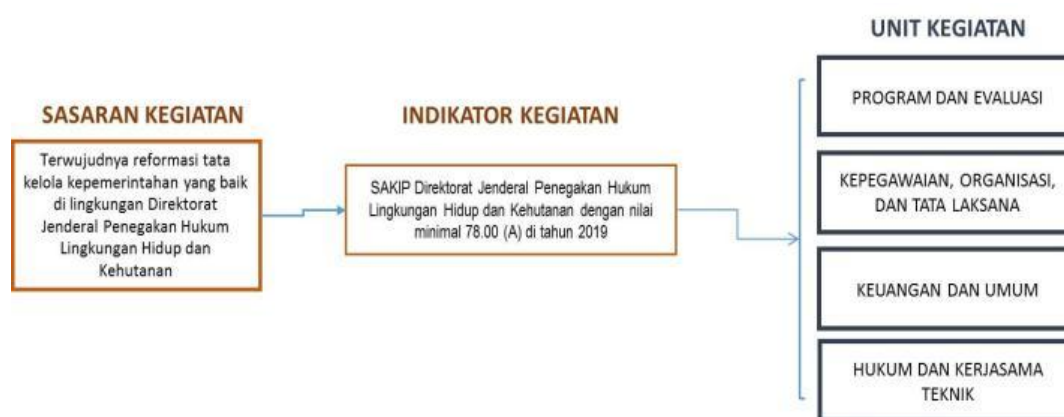 SASARAN KEGIATAN
Terwujudnya reformasi tata
kelola kepemerintahan yang baik
di lingkungan Direktorat
Jenderal Penegakan Hukum
Lingkungan Hidup dan
Kehutanan
INDIKATOR KEGIATAN
SAKIP Direktorat Jenderal Penegakan Hukum
Lingkungan Hidup dan Kehutanan dengan nilai
minimal 78.00 (A) di tahun 2019
UNIT KEGIATAN
PROGRAM DAN EVALUASI
KEPEGAWAIAN, ORGANISASI,
DAN TATA LAKSANA
KEUANGAN DAN UMUM
HUKUM DAN KERJASAMA
TEKNIK